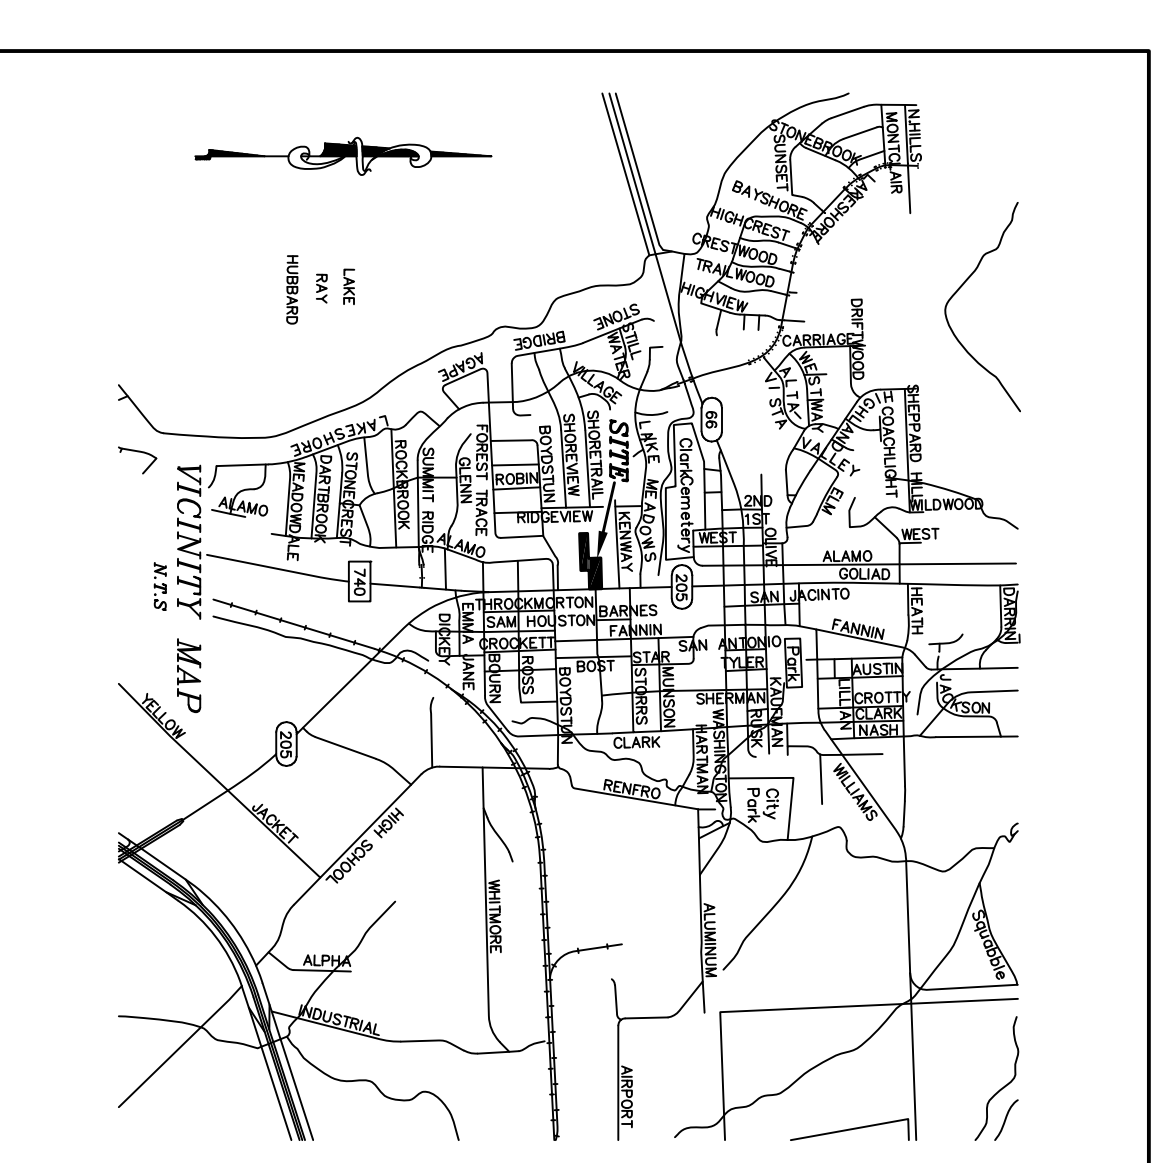 N.HILLS
MONTCLAIR
STONEBROOK
SUNSET
LAKESHORE
BAYSHORE
HIGHCREST
CRESTWOOD
TRAILWOOD
HIGHVIEW
LAKE
RAY
HUBBARD
DRIFTWOOD
CARRIAGE
STONE
BRIDGE
STILL
WATER
AGAPE
VILLAGE
WESTWAY
ALTA
VISTA
HIGHLAND
COACHLIGHT
SHEPPARD HILL
VALLEY
ELM
WILDWOOD
66
LAKESHORE
ROCKBROOK
SUMMIT RIDGE
GLENN
FOREST TRACE
ROBIN
BOYDSTUN
SHOREVIEW
SHORETRAIL
SITE
LAKE MEADOWS
ClarkCemetery
STONECREST
DARTBROOK
MEADOWDALE
ALAMO
ALAMO
RIDGEVIEW
KENWAY
2ND
1ST
WEST
OLIVE
WEST
ALAMO
GOLIAD
740
205
VICINITY MAP
N.T.S
THROCKMORTON
SAM HOUSTON
CROCKETT
DICKEY
EMMA JANE
BOURN
ROSS
BOYDSTUN
BOST
BARNES
FANNIN
STAR
STORRS
MUNSON
SAN JACINTO
SAN ANTONIO
TYLER
SHERMAN
WASHINGTON
HARTMAN
RUSK
KAUFMAN
Park
FANNIN
HEATH
DARRIN
AUSTIN
LILLIAN
CROTTY
CLARK
NASH
JACKSON
CLARK
RENFRO
City
Park
WILLIAMS
YELLOW
JACKET
205
HIGH SCHOOL
WHITMORE
ALUMINUM
Squabble
ALPHA
INDUSTRIAL
AIRPORT